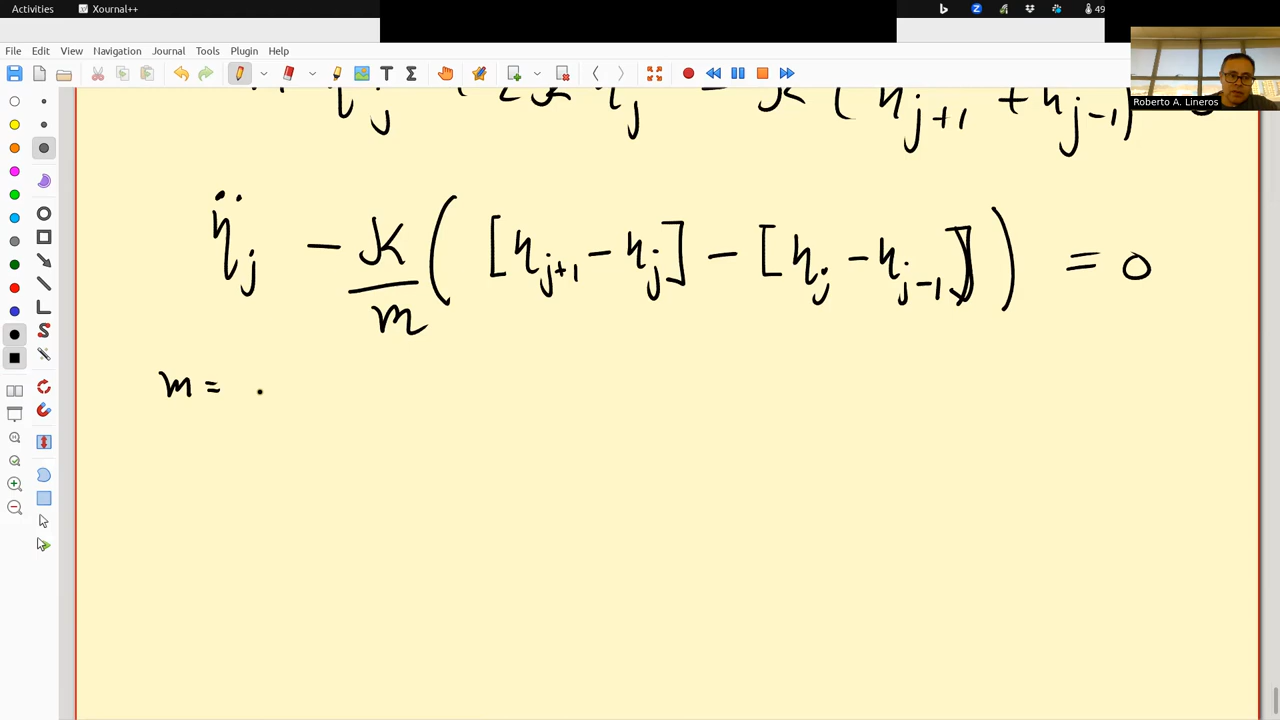 Activities Xournal++ 49
File Edit View Navigation Journal Tools Plugin Help
Roberto A. Lineros
η̈_j - K/m ( [η_{j+1} - η_j] - [η_j - η_{j-1}] ) = 0
m =